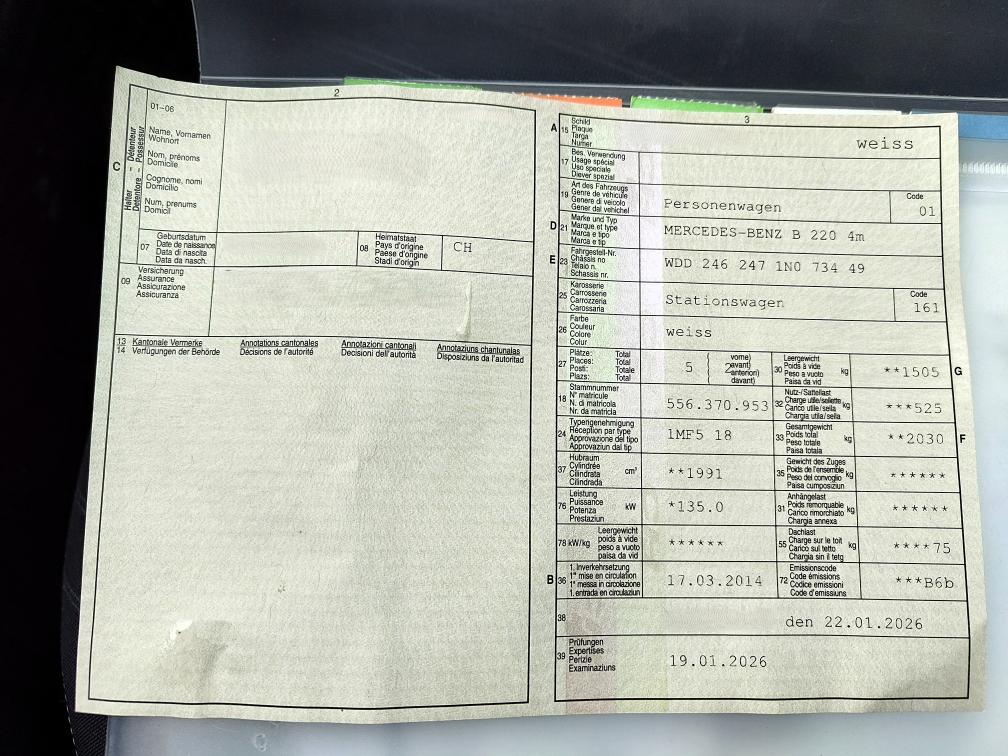 2
01-06
Halter – Détenteur
Detentore – Possessur
C
Name, Vornamen
Wohnort
Nom, prénoms
Domicile
Cognome, nomi
Domicilio
Num, prenums
Domicil
07
Geburtsdatum
Date de naissance
Data di nascita
Data da nasch.
08
Heimatstaat
Pays d'origine
Paese d'origine
Stadi d'origin
CH
09
Versicherung
Assurance
Assicurazione
Assicuranza
13 Kantonale Vermerke Annotations cantonales Annotazioni cantonali Annotaziuns chantunalas
14 Verfügungen der Behörde Décisions de l'autorité Decisioni dell'autorità Disposiziuns da l'autoritad
3
A 15
Schild
Plaque
Targa
Numer
weiss
17
Bes. Verwendung
Usage spécial
Uso speciale
Diever spezial
19
Art des Fahrzeugs
Genre de véhicule
Genere di veicolo
Gener dal vehichel
Personenwagen
Code
01
D 21
Marke und Typ
Marque et type
Marca e tipo
Marca e tip
MERCEDES-BENZ B 220 4m
E 23
Fahrgestell-Nr.
Châssis no
Telaio n.
Schassis nr.
WDD 246 247 1N0 734 49
25
Karosserie
Carrosserie
Carrozzeria
Carossaria
Stationswagen
Code
161
26
Farbe
Couleur
Colore
Colur
weiss
27
Plätze: Total
Places: Total
Posti: Totale
Plazs: Total
5
(vorne)
2
avant)
anteriori)
davant)
30
Leergewicht
Poids à vide
Peso a vuoto
Paisa da vid
kg
**1505
G
18
Stammnummer
N° matricule
N. di matricola
Nr. da matricla
556.370.953
32
Nutz-/Sattellast
Charge utile/sellette
Carico utile/sella
Chargia utila/sella
kg
***525
24
Typengenehmigung
Réception par type
Approvazione del tipo
Approvaziun dal tip
1MF5 18
33
Gesamtgewicht
Poids total
Peso totale
Paisa totala
kg
**2030
F
37
Hubraum
Cylindrée
Cilindrata
Cilindrada
cm³
**1991
35
Gewicht des Zuges
Poids de l'ensemble
Peso del convoglio
Paisa cumposiziun
kg
******
76
Leistung
Puissance
Potenza
Prestaziun
kW
*135.0
31
Anhängelast
Poids remorquable
Carico rimorchiato
Chargia annexa
kg
******
78 kW/kg
Leergewicht
poids à vide
peso a vuoto
paisa da vid
******
55
Dachlast
Charge sur le toit
Carico sul tetto
Chargia sin il tetg
kg
****75
B 36
1. Inverkehrsetzung
1re mise en circulation
1a messa in circolazione
1. entrada en circulaziun
17.03.2014
72
Emissionscode
Code émissions
Codice emissioni
Code d'emissiuns
***B6b
38
den 22.01.2026
39
Prüfungen
Expertises
Perizie
Examinaziuns
19.01.2026